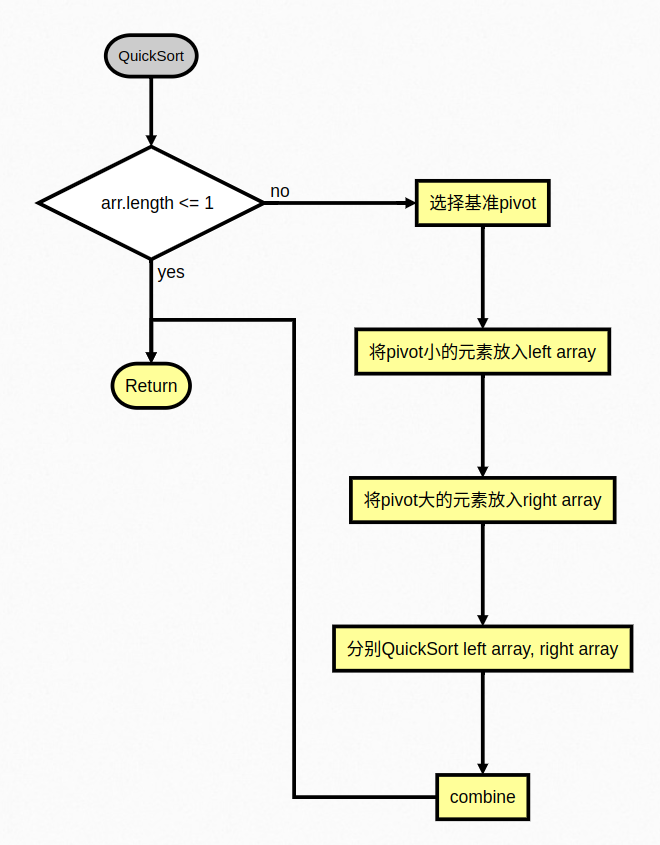 QuickSort
arr.length <= 1
no
yes
Return
选择基准pivot
将pivot小的元素放入left array
将pivot大的元素放入right array
分别QuickSort left array, right array
combine